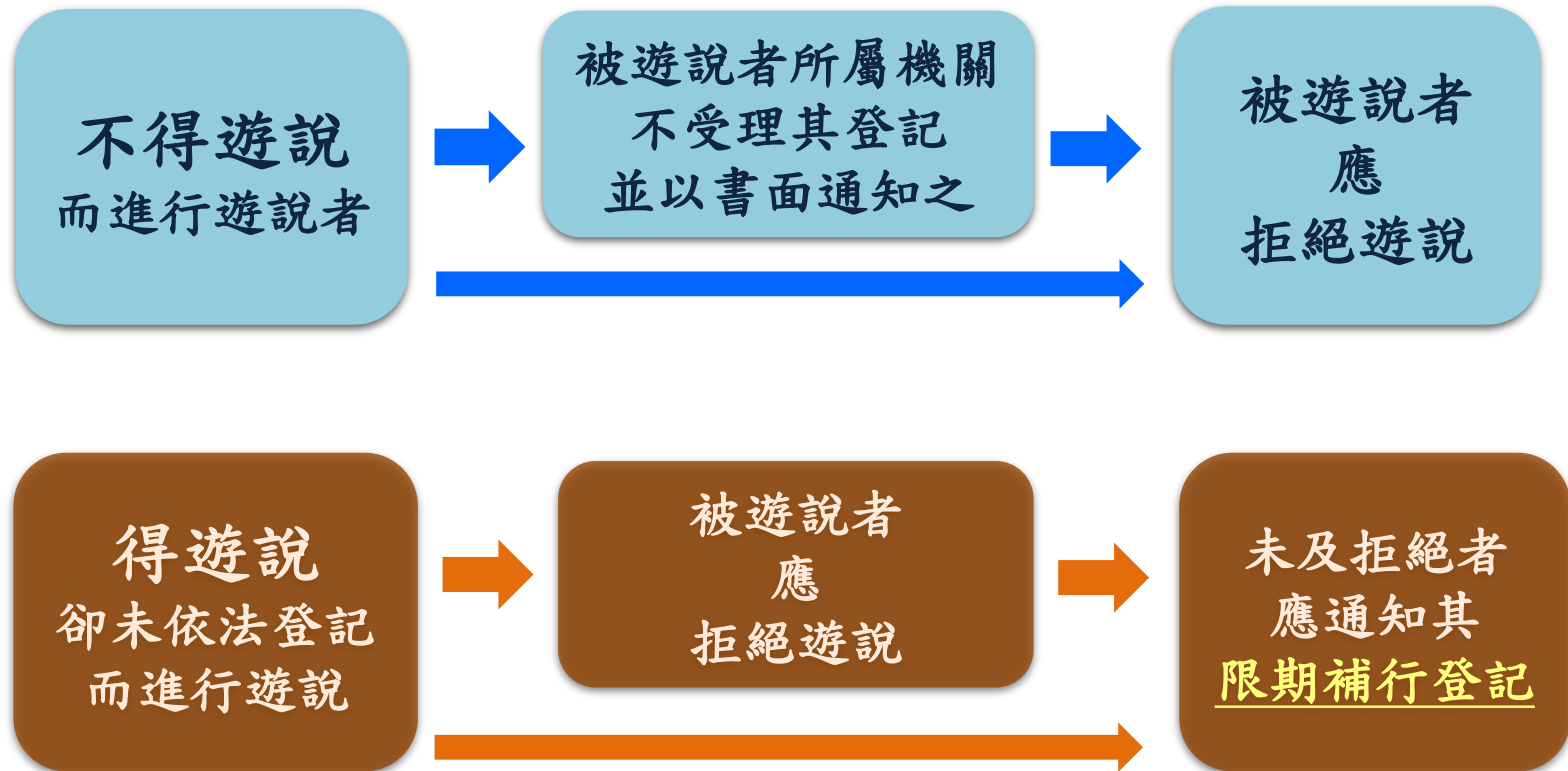 不得遊說
而進行遊說者
被遊說者所屬機關
不受理其登記
並以書面通知之
被遊說者
應
拒絕遊說
得遊說
卻未依法登記
而進行遊說
被遊說者
應
拒絕遊說
未及拒絕者
應通知其
限期補行登記